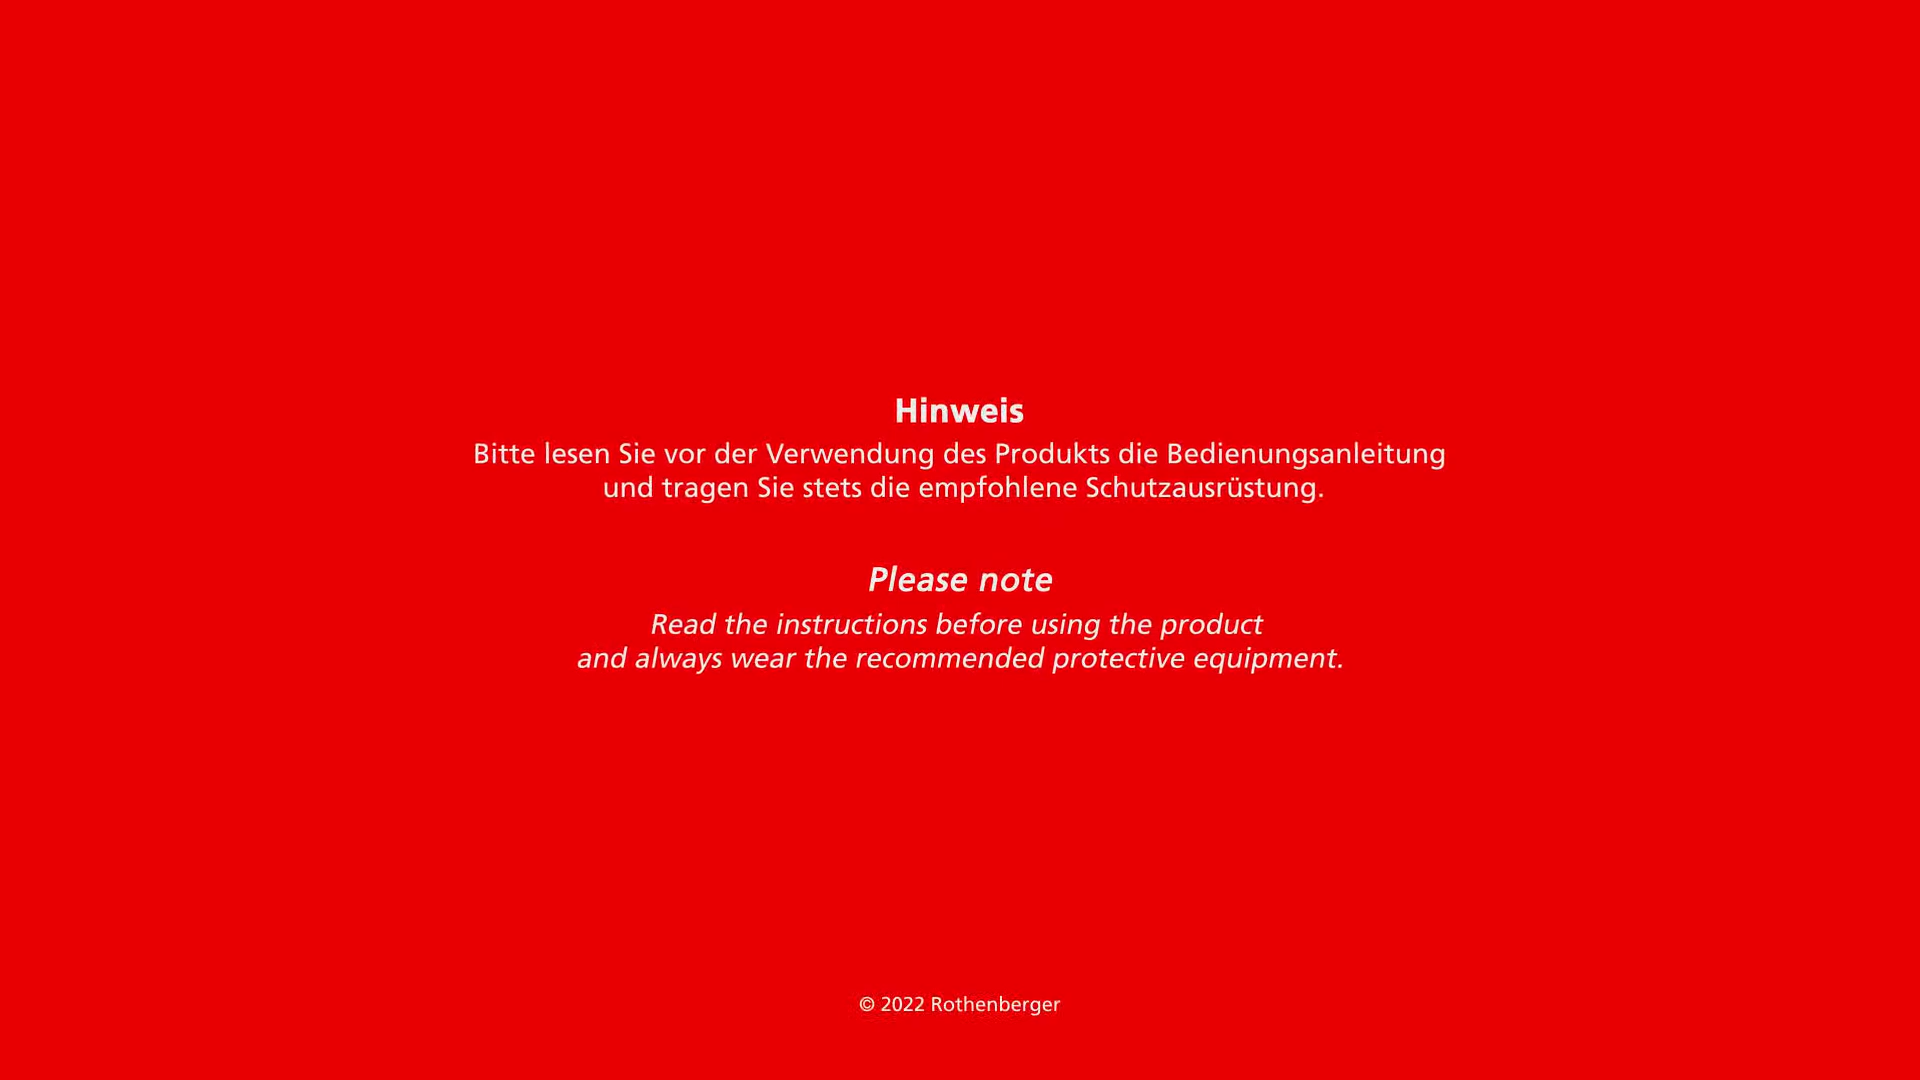 Hinweis
Bitte lesen Sie vor der Verwendung des Produkts die Bedienungsanleitung
und tragen Sie stets die empfohlene Schutzausrüstung.
Please note
Read the instructions before using the product
and always wear the recommended protective equipment.
© 2022 Rothenberger